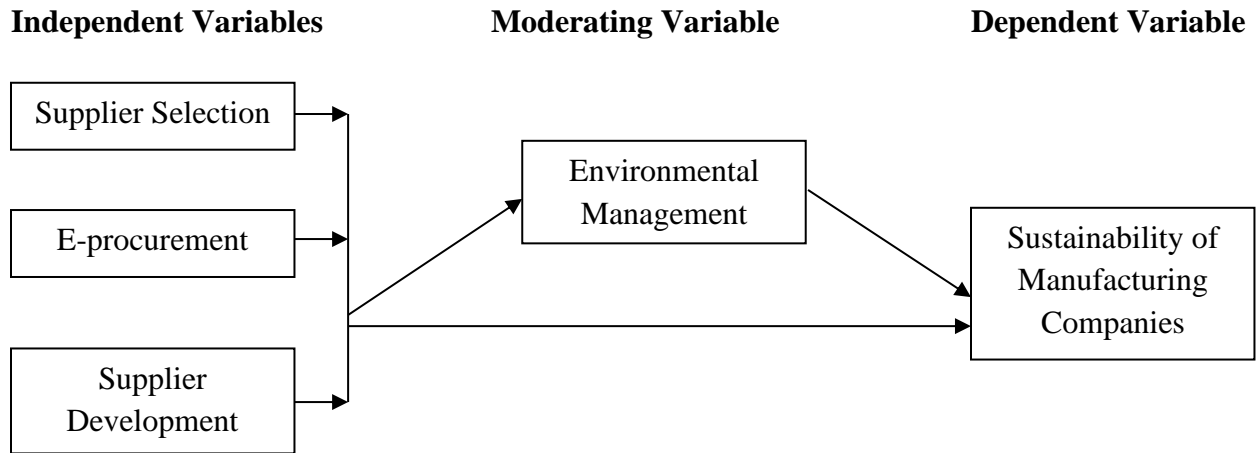 Independent Variables
Moderating Variable
Dependent Variable
Supplier Selection
E-procurement
Supplier
Development
Environmental
Management
Sustainability of
Manufacturing
Companies